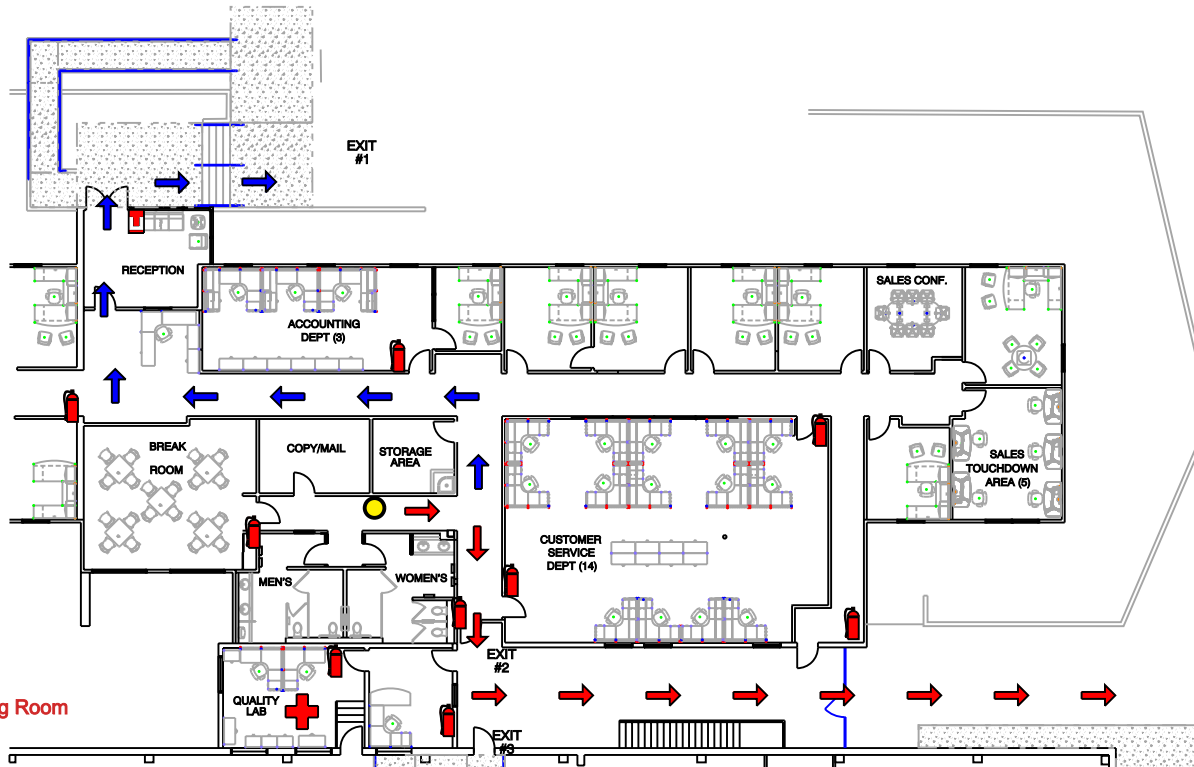 EXIT
#1
RECEPTION
SALES CONF.
ACCOUNTING
DEPT (3)
BREAK
ROOM
COPY/MAIL
STORAGE
AREA
SALES
TOUCHDOWN
AREA (5)
CUSTOMER
SERVICE
DEPT (14)
MEN'S
WOMEN'S
EXIT
#2
QUALITY
LAB
g Room
EXIT
#3